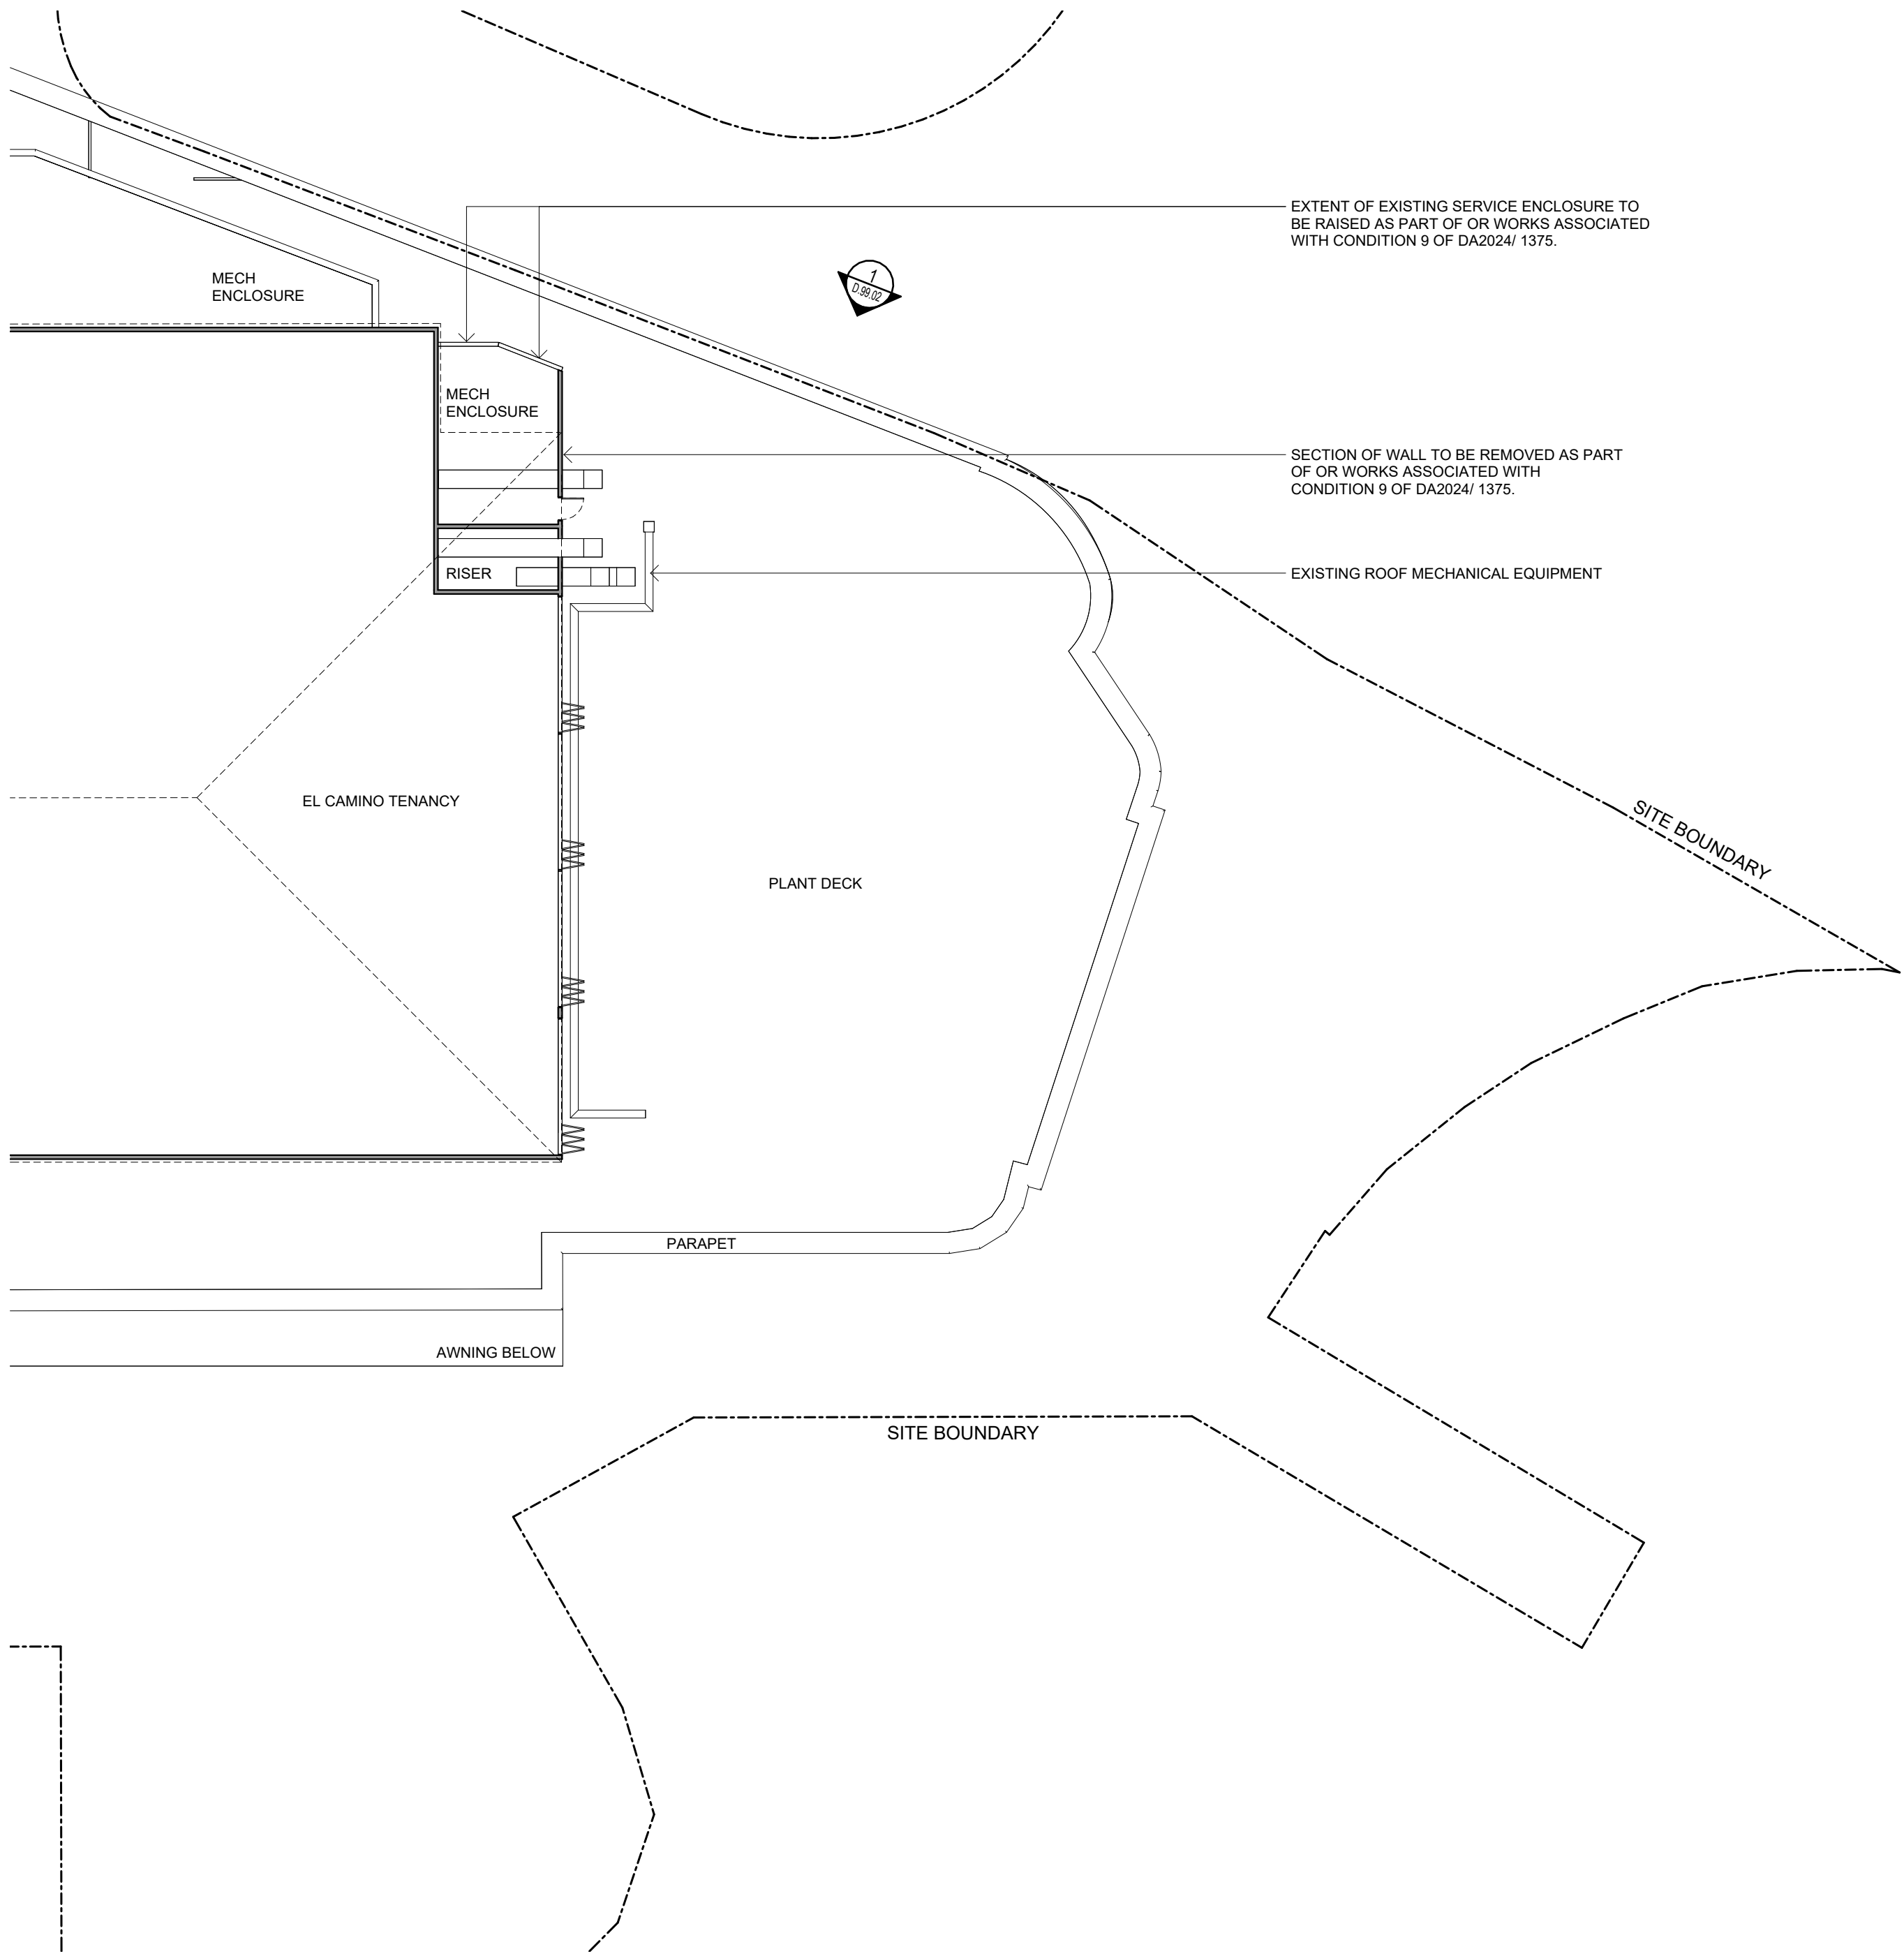 EXTENT OF EXISTING SERVICE ENCLOSURE TO
BE RAISED AS PART OF OR WORKS ASSOCIATED
WITH CONDITION 9 OF DA2024/ 1375.
MECH
ENCLOSURE
1
D.99.02
MECH
ENCLOSURE
SECTION OF WALL TO BE REMOVED AS PART
OF OR WORKS ASSOCIATED WITH
CONDITION 9 OF DA2024/ 1375.
RISER
EXISTING ROOF MECHANICAL EQUIPMENT
EL CAMINO TENANCY
SITE BOUNDARY
PLANT DECK
PARAPET
AWNING BELOW
SITE BOUNDARY